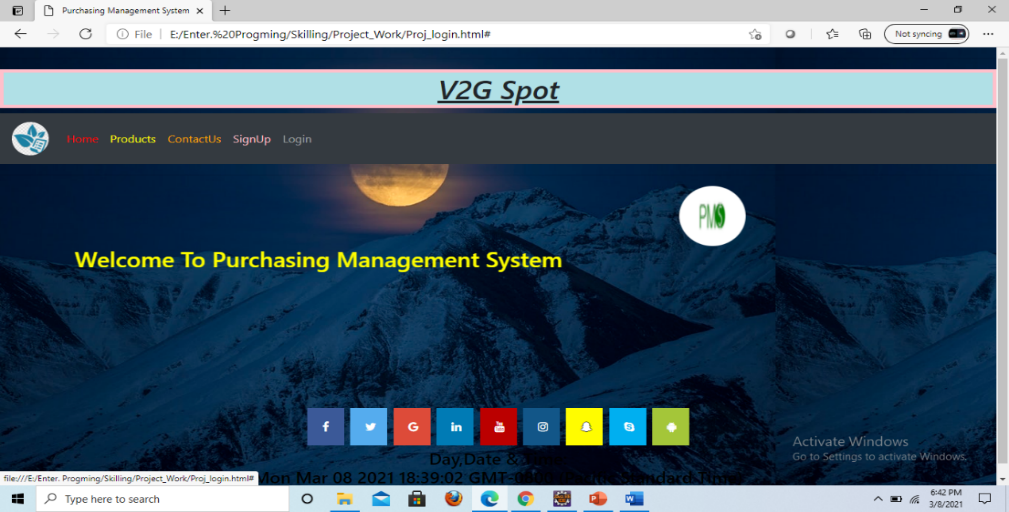 Purchasing Management System
File E:/Enter.%20Progming/Skilling/Project_Work/Proj_login.html#
Not syncing
V2G Spot
Home Products ContactUs SignUp Login
PMS
Welcome To Purchasing Management System
Activate Windows
Go to Settings to activate Windows.
Day,Date &
file:///E:/Enter. Progming/Skilling/Project_Work/Proj_login.html#
Mon Mar 08 2021 18:39:02
Type here to search
6:42 PM
3/8/2021